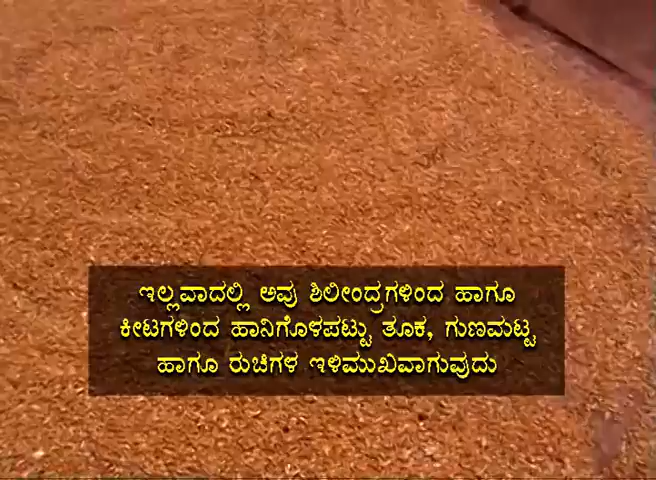 ಇಲ್ಲವಾದಲ್ಲಿ ಅವು ಶಿಲೀಂದ್ರಗಳಿಂದ ಹಾಗೂ
ಕೀಟಗಳಿಂದ ಹಾನಿಗೊಳಪಟ್ಟು ತೂಕ, ಗುಣಮಟ್ಟ
ಹಾಗೂ ರುಚಿಗಳ ಇಳಿಮುಖವಾಗುವುದು